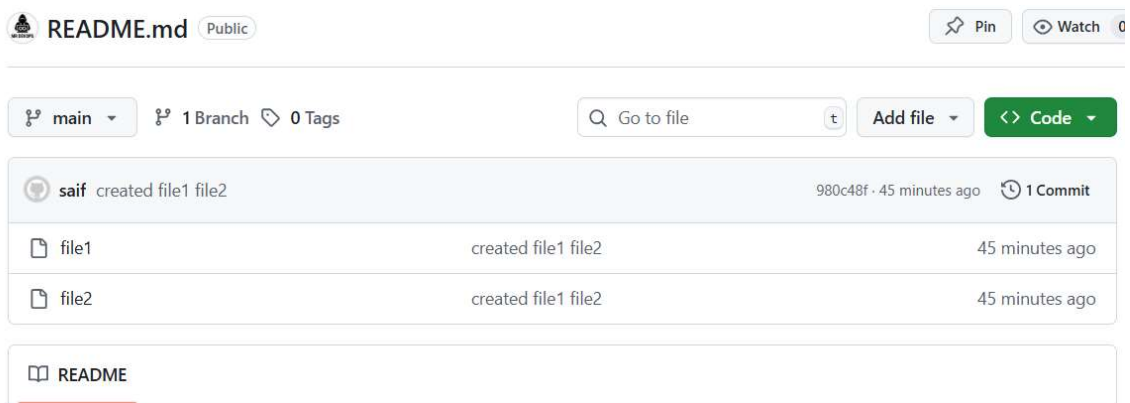 README.md Public Pin Watch 0
main 1 Branch 0 Tags Go to file t Add file <> Code
saif created file1 file2 980c48f · 45 minutes ago 1 Commit
file1 created file1 file2 45 minutes ago
file2 created file1 file2 45 minutes ago
README